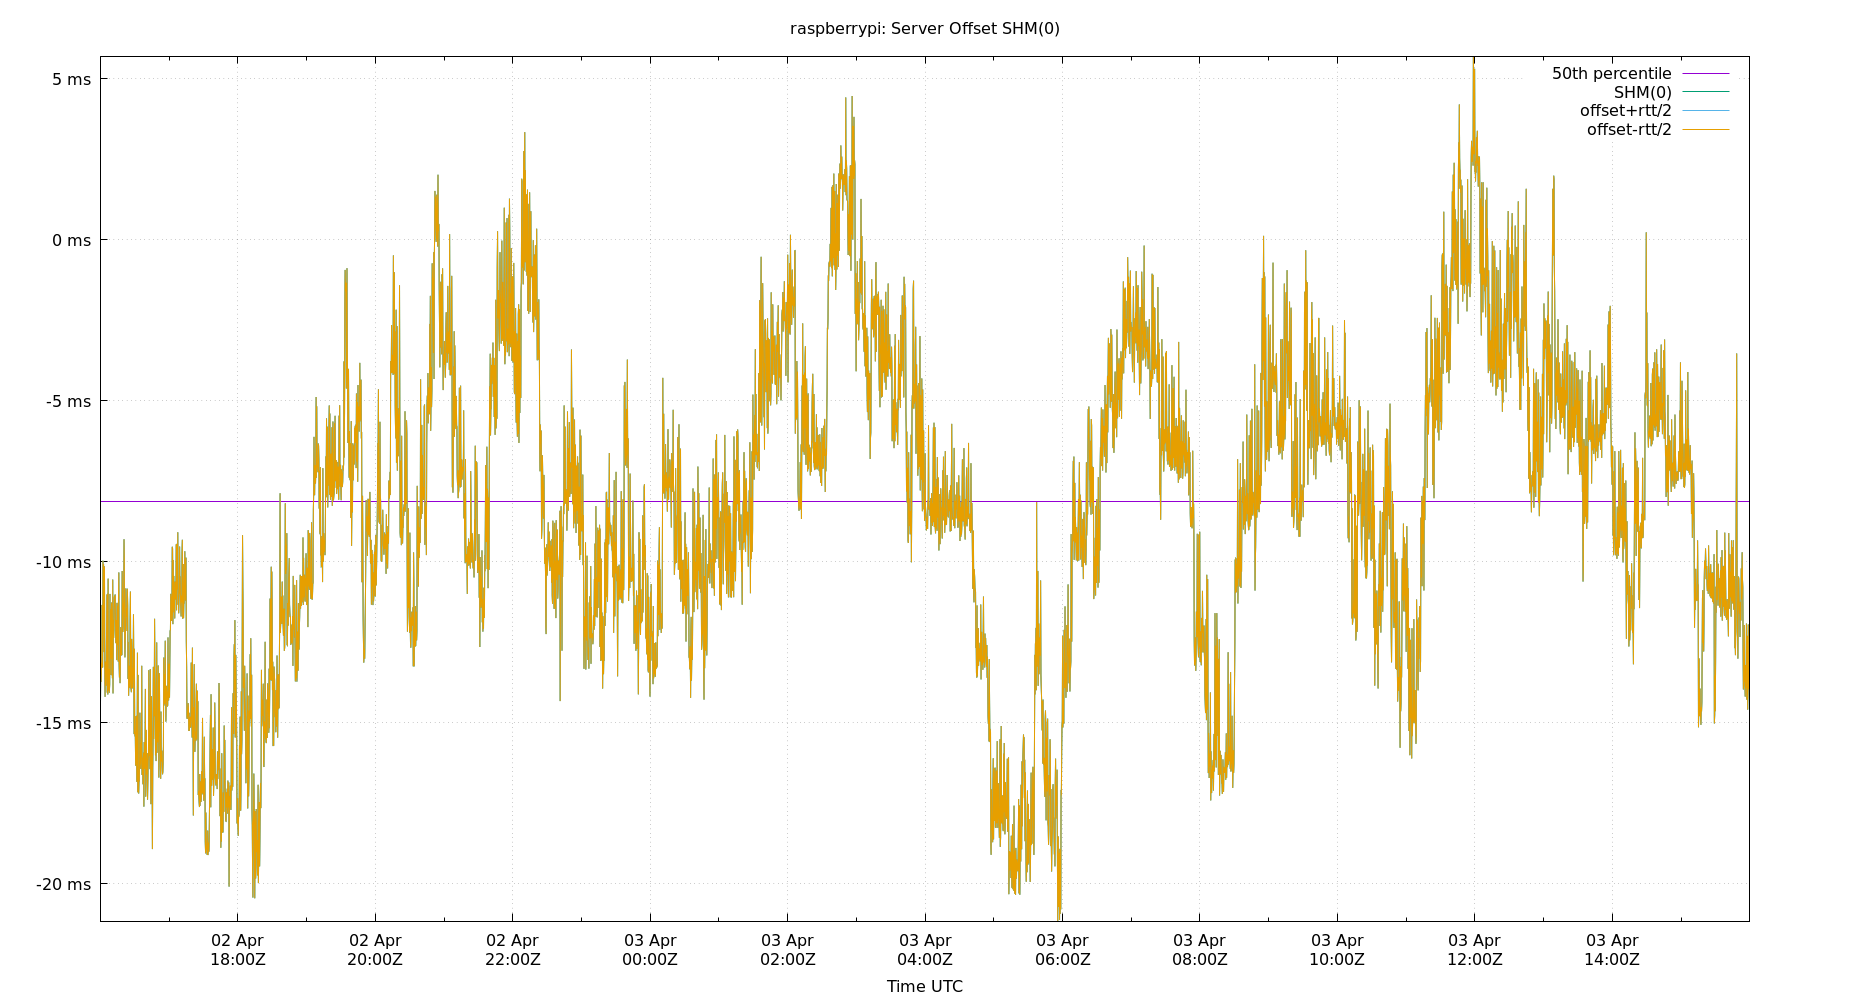 raspberrypi: Server Offset SHM(0)
5 ms
0 ms
-5 ms
-10 ms
-15 ms
-20 ms
50th percentile
SHM(0)
offset+rtt/2
offset-rtt/2
02 Apr 02 Apr 02 Apr 03 Apr 03 Apr 03 Apr 03 Apr 03 Apr 03 Apr 03 Apr 03 Apr
18:00Z 20:00Z 22:00Z 00:00Z 02:00Z 04:00Z 06:00Z 08:00Z 10:00Z 12:00Z 14:00Z
Time UTC